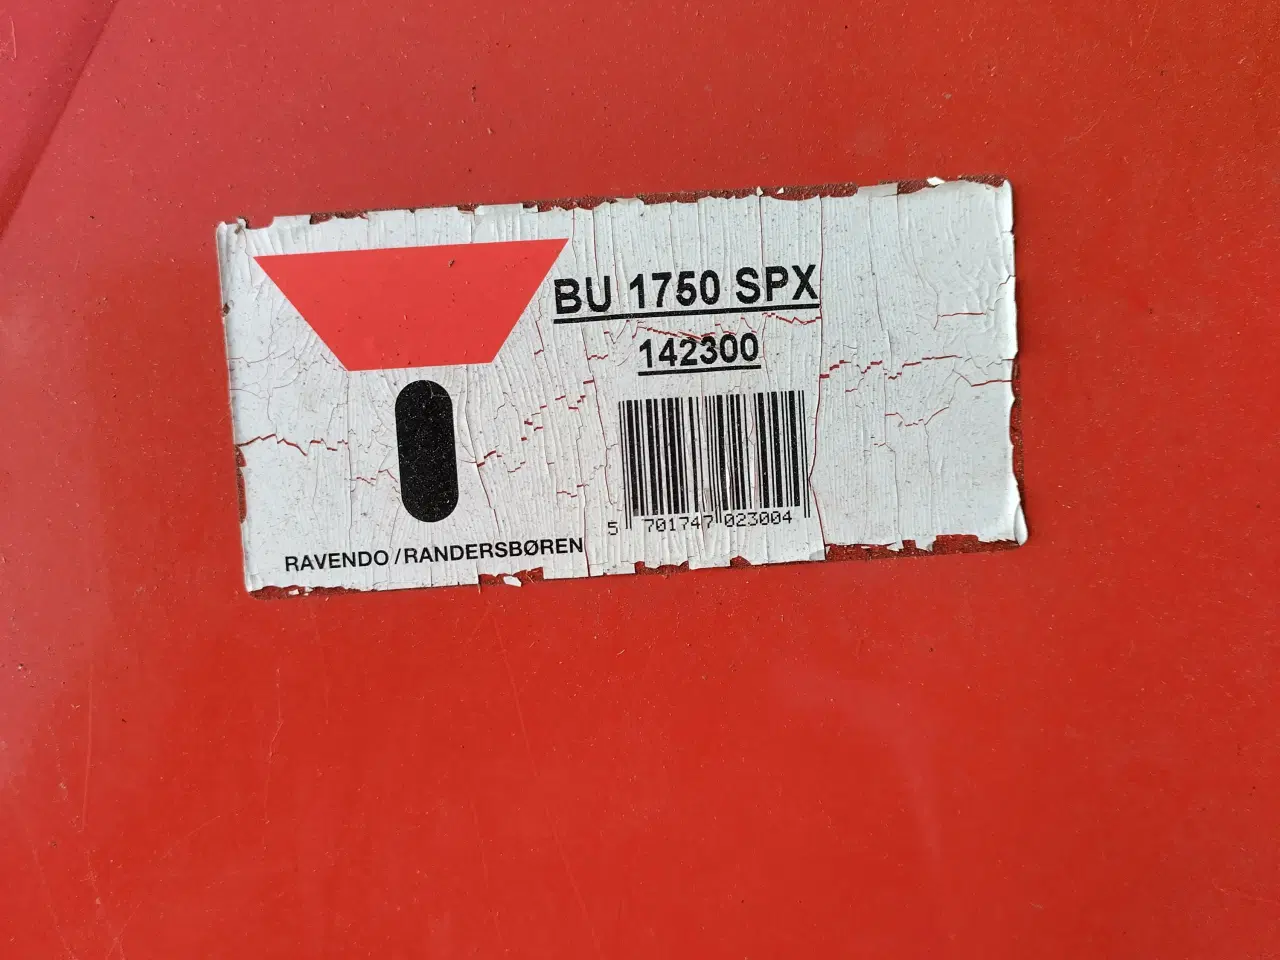 BU 1750 SPX
142300
5 701747 023004
RAVENDO/RANDERSBØREN